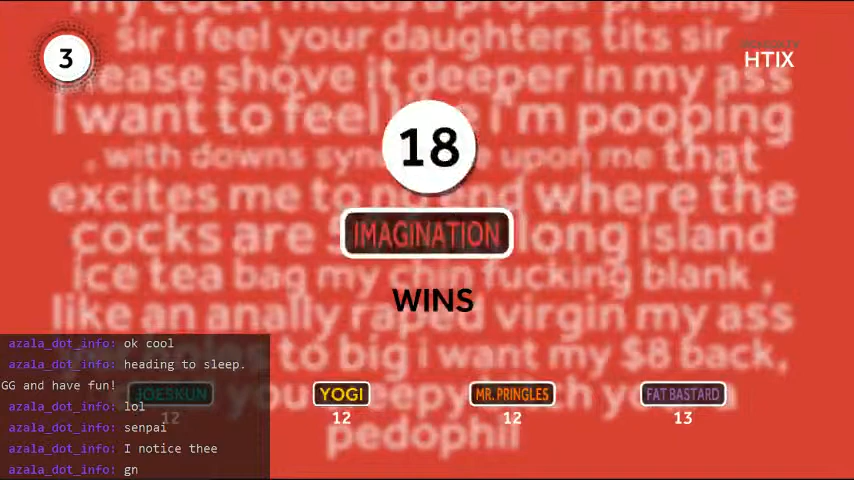 my cock needs a proper pruning,
sir i feel your daughters tits sir
3
HTIX
please shove it deeper in my ass
I want to feel like i'm pooping
18
, with downs upon me that
excites me to where the
cocks are long island
IMAGINATION
ice tea bag my chin fucking blank ,
WINS
like an anally raped virgin my ass
to big i want my $8 back,
azala_dot_info: ok cool
azala_dot_info: heading to sleep.
GG and have fun!
azala_dot_info: lol
azala_dot_info: senpai
azala_dot_info: I notice thee
azala_dot_info: gn
JOESKUN
YOGI
MR. PRINGLES
FAT BASTARD
12
12
12
13
pedophil